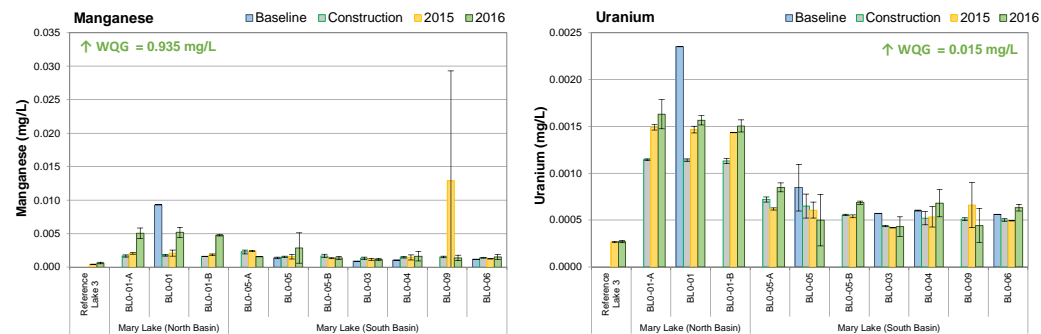 Manganese
Baseline Construction 2015 2016
↑ WQG = 0.935 mg/L
Manganese (mg/L)
0.035
0.030
0.025
0.020
0.015
0.010
0.005
0.000
Reference
Lake 3
BL0-01-A
BL0-01
BL0-01-B
BL0-05-A
BL0-05
BL0-05-B
BL0-03
BL0-04
BL0-09
BL0-06
Mary Lake (North Basin) Mary Lake (South Basin)
Uranium
Baseline Construction 2015 2016
↑ WQG = 0.015 mg/L
Uranium (mg/L)
0.0025
0.0020
0.0015
0.0010
0.0005
0.0000
Reference
Lake 3
BL0-01-A
BL0-01
BL0-01-B
BL0-05-A
BL0-05
BL0-05-B
BL0-03
BL0-04
BL0-09
BL0-06
Mary Lake (North Basin) Mary Lake (South Basin)